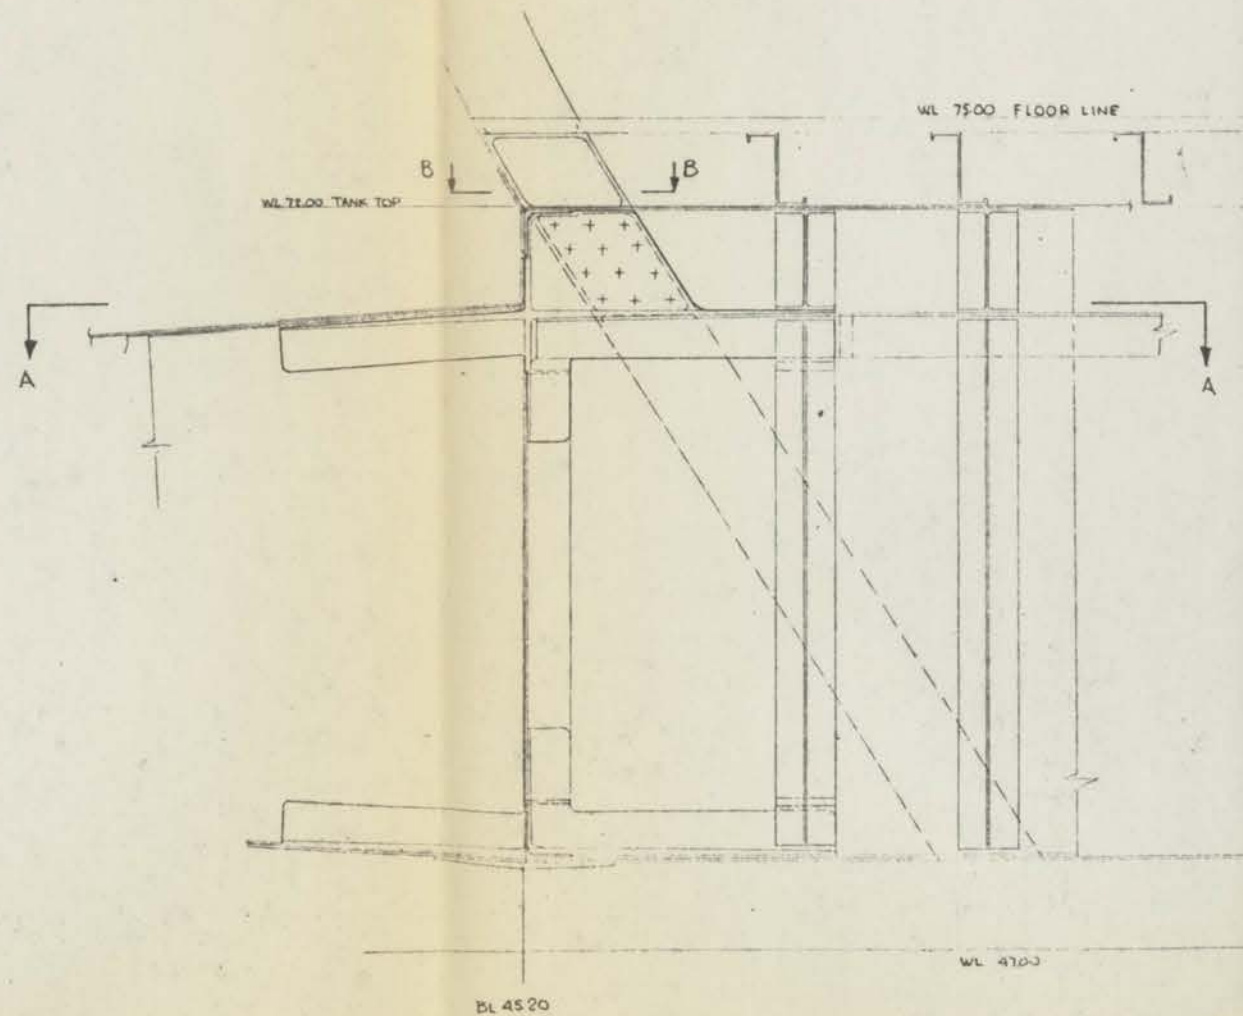 WL 75.00 FLOOR LINE
B B
WL 72.00 TANK TOP
A A
WL 47.00
BL 45.20